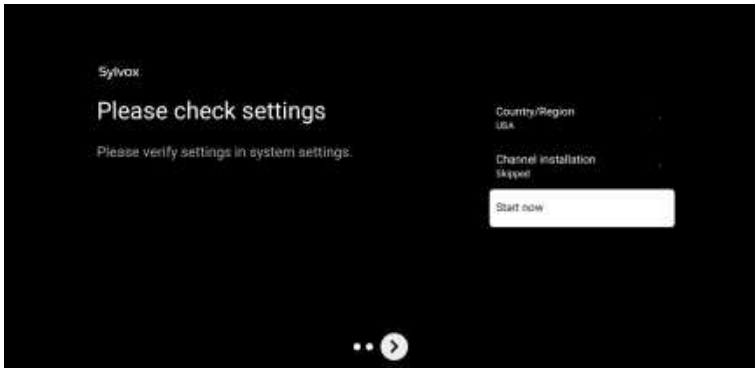 Sylvox
Please check settings
Please verify settings in system settings.
Country/Region
USA
Channel installation
Skipped
Start now